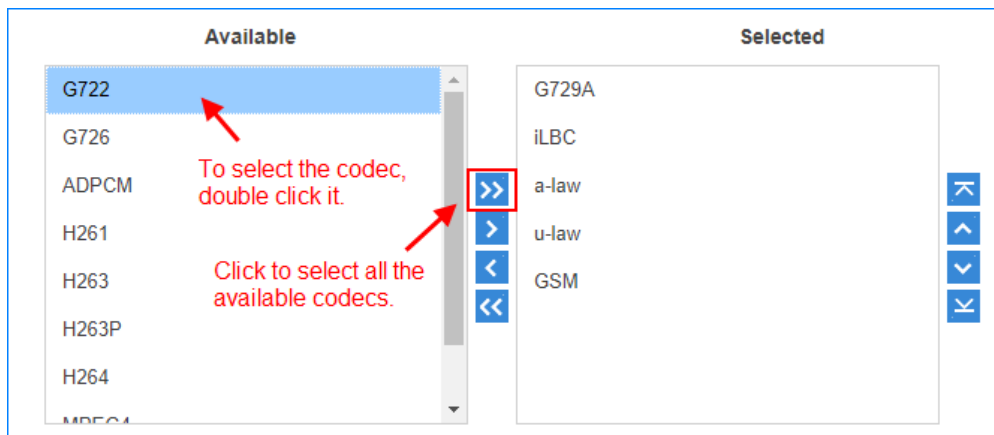 Available
Selected
G722
G726
ADPCM
H261
H263
H263P
H264
MPEG4
To select the codec,
double click it.
Click to select all the
available codecs.
G729A
iLBC
a-law
u-law
GSM